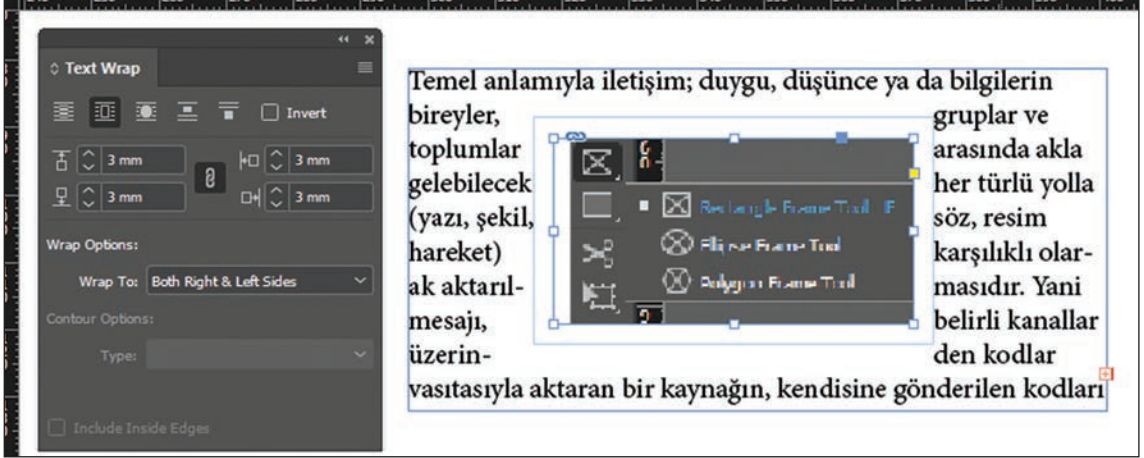 Text Wrap
Invert
3 mm
3 mm
3 mm
3 mm
Wrap Options:
Wrap To: Both Right & Left Sides
Contour Options:
Type:
Include Inside Edges
Temel anlamıyla iletişim; duygu, düşünce ya da bilgilerin
bireyler, gruplar ve
toplumlar arasında akla
gelebilecek her türlü yolla
(yazı, şekil, söz, resim
hareket) karşılıklı olar-
ak aktarıl- masıdır. Yani
mesajı, belirli kanallar
üzerin- den kodlar
vasıtasıyla aktaran bir kaynağın, kendisine gönderilen kodları
Rectangle Frame Tool F
Ellipse Frame Tool
Polygon Frame Tool